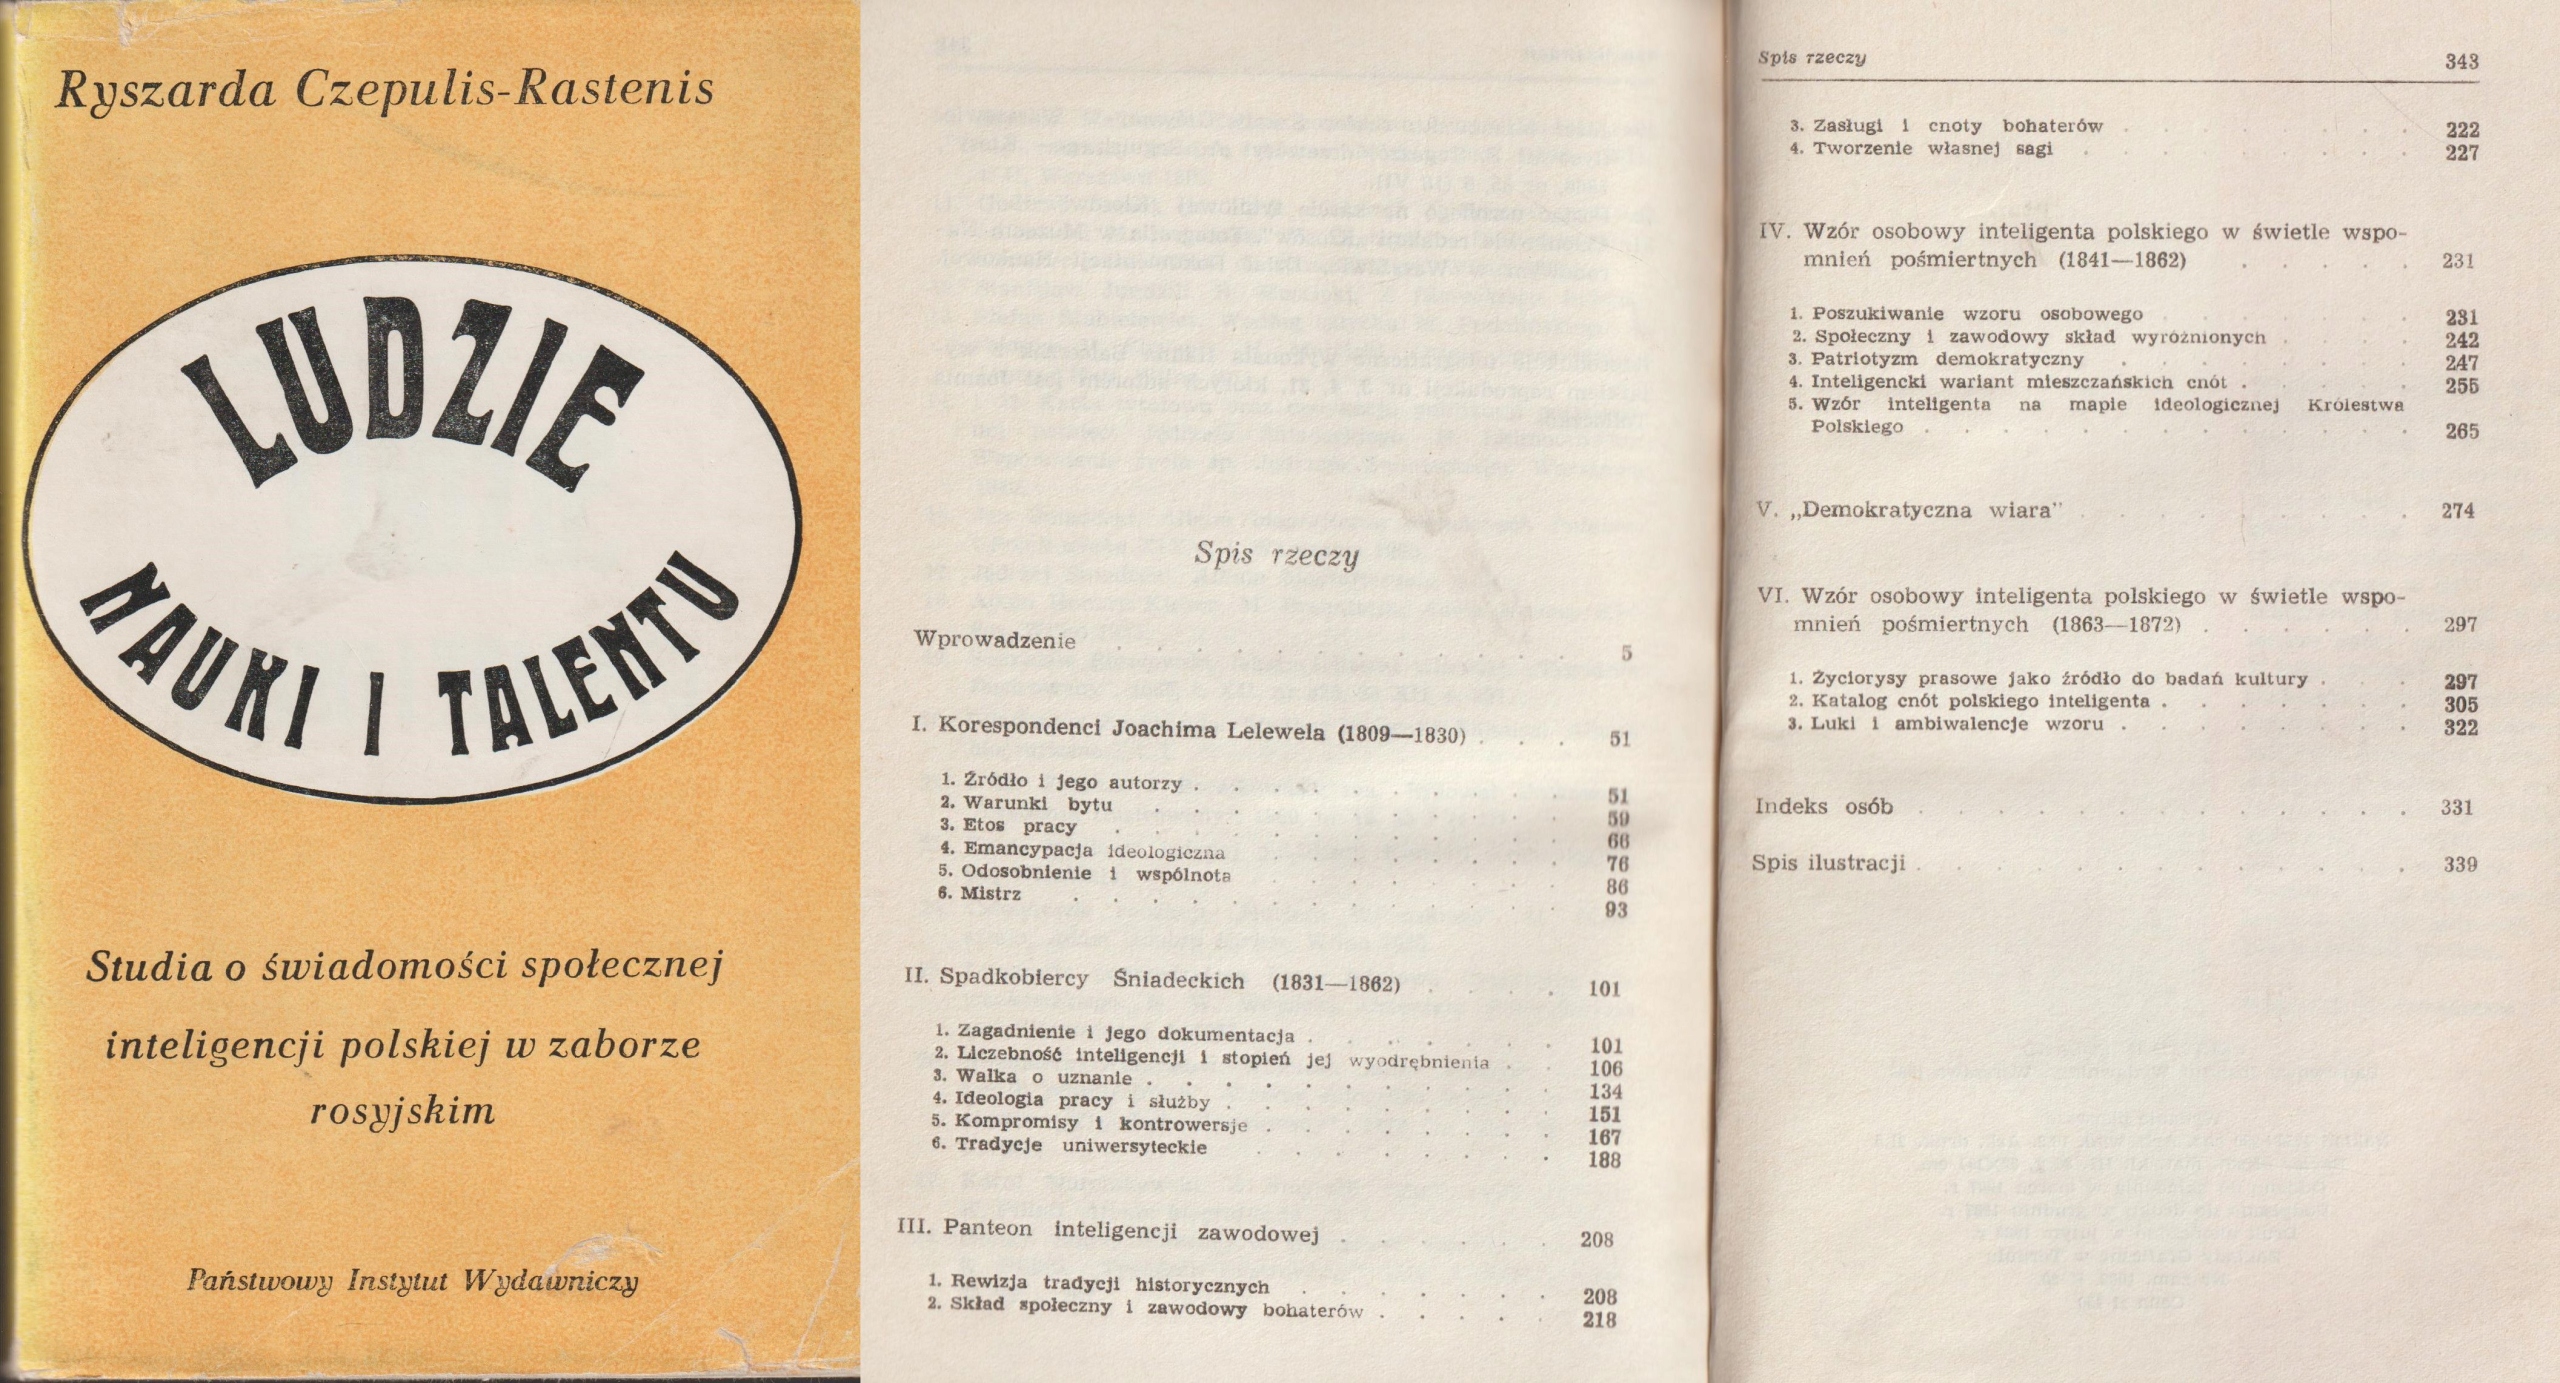 Ryszarda Czepulis-Rastenis
LUDZIE
NAUKI I TALENTU
Studia o świadomości społecznej
inteligencji polskiej w zaborze
rosyjskim
Państwowy Instytut Wydawniczy
Spis rzeczy
Wprowadzenie . . . . . . . . . . . . 5
I. Korespondenci Joachima Lelewela (1809—1830) . . . 51
1. Źródło i jego autorzy . . . . . . . . . . 51
2. Warunki bytu . . . . . . . . . . . 59
3. Etos pracy . . . . . . . . . . . . 66
4. Emancypacja ideologiczna . . . . . . . . 76
5. Odosobnienie i wspólnota . . . . . . . . 86
6. Mistrz . . . . . . . . . . . . . 93
II. Spadkobiercy Śniadeckich (1831—1862) . . . . 101
1. Zagadnienie i jego dokumentacja . . . . . . . 101
2. Liczebność inteligencji i stopień jej wyodrębnienia . . 106
3. Walka o uznanie . . . . . . . . . . . 134
4. Ideologia pracy i służby . . . . . . . . . 151
5. Kompromisy i kontrowersje . . . . . . . . 167
6. Tradycje uniwersyteckie . . . . . . . . 188
III. Panteon inteligencji zawodowej . . . . . . 208
1. Rewizja tradycji historycznych . . . . . . . 208
2. Skład społeczny i zawodowy bohaterów . . . . . 218
Spis rzeczy 343
3. Zasługi i cnoty bohaterów . . . . . . . . 222
4. Tworzenie własnej sagi . . . . . . . . . 227
IV. Wzór osobowy inteligenta polskiego w świetle wspo-
mnień pośmiertnych (1841—1862) . . . . . 231
1. Poszukiwanie wzoru osobowego . . . . . . . 231
2. Społeczny i zawodowy skład wyróżnionych . . . . 242
3. Patriotyzm demokratyczny . . . . . . . . 247
4. Inteligencki wariant mieszczańskich cnót . . . . . 255
5. Wzór inteligenta na mapie ideologicznej Królestwa
Polskiego . . . . . . . . . . . . . 265
V. „Demokratyczna wiara” . . . . . . . . . 274
VI. Wzór osobowy inteligenta polskiego w świetle wspo-
mnień pośmiertnych (1863—1872) . . . . . . 297
1. Życiorysy prasowe jako źródło do badań kultury . . . 297
2. Katalog cnót polskiego inteligenta . . . . . . . 305
3. Luki i ambiwalencje wzoru . . . . . . . . 322
Indeks osób . . . . . . . . . . . . . 331
Spis ilustracji . . . . . . . . . . . . . 339